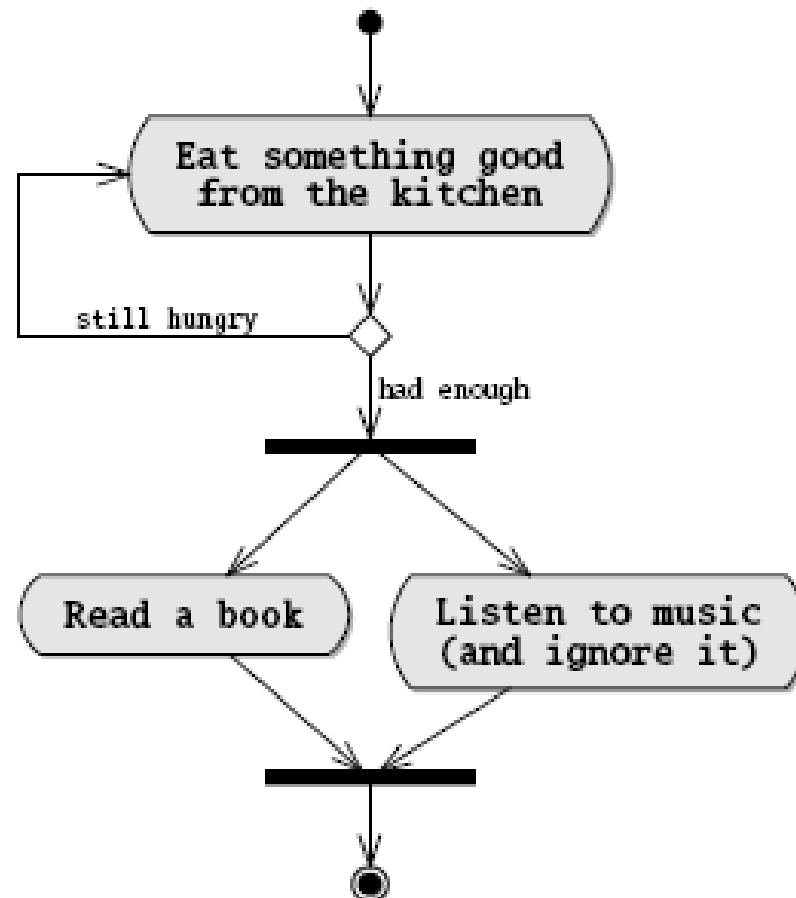 Eat something good
from the kitchen
still hungry
had enough
Read a book
Listen to music
(and ignore it)